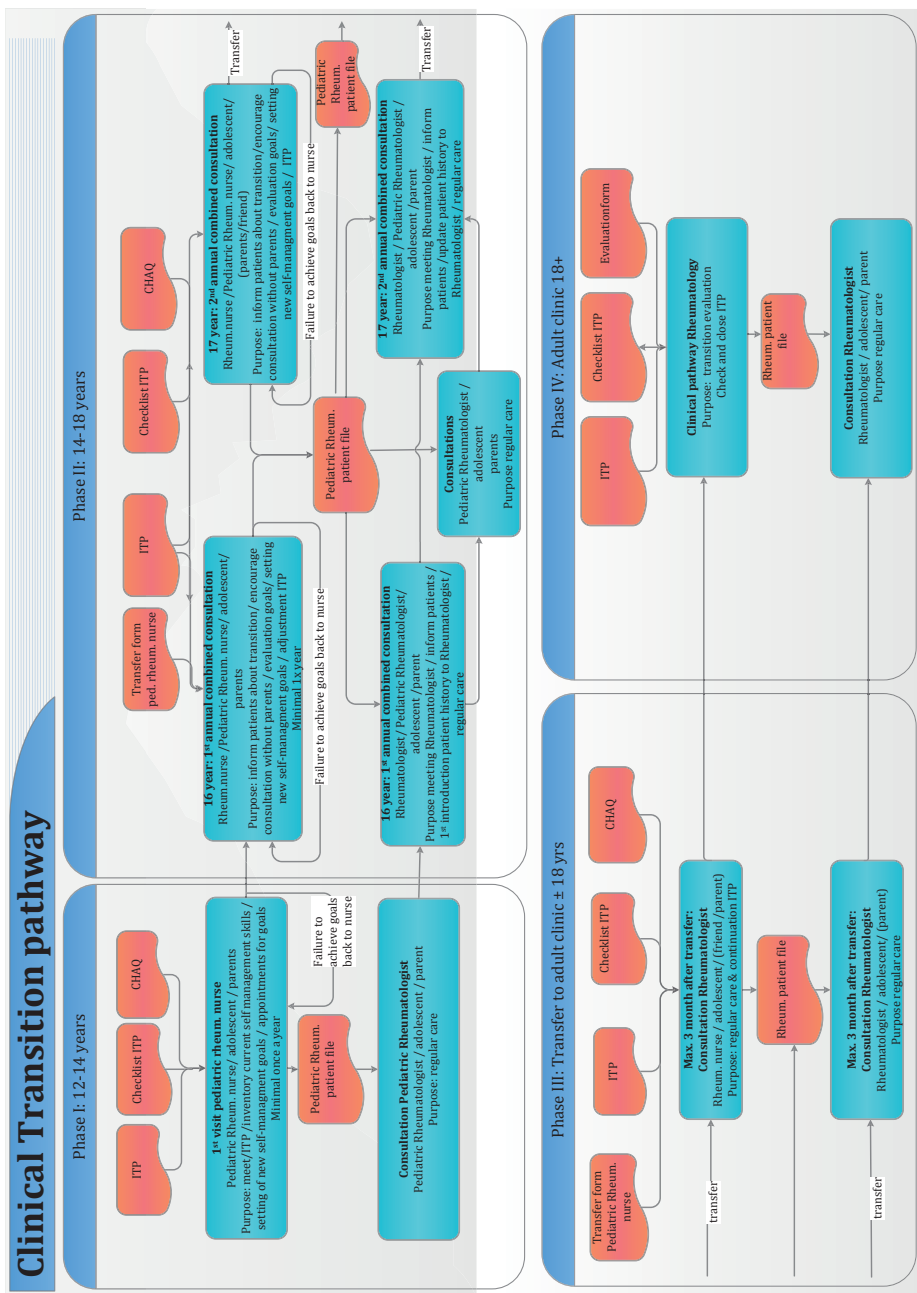 Clinical Transition pathway
Phase I: 12-14 years
ITP
Checklist ITP
CHAQ
1st visit pediatric rheum. nurse
Pediatric Rheum. nurse/ adolescent / parents
Purpose: meet/ITP /inventory current self management skills /
setting of new self-managment goals / appointments for goals
Minimal once a year
Failure to
achieve goals
back to nurse
Pediatric Rheum.
patient file
Consultation Pediatric Rheumatologist
Pediatric Rheumatologist / adolescent /parent
Purpose: regular care
Phase II: 14-18 years
Transfer form
ped. rheum. nurse
ITP
Checklist ITP
CHAQ
16 year: 1st annual combined consultation
Rheum.nurse /Pediatric Rheum. nurse/ adolescent/
parents
Purpose: inform patients about transition/ encourage
consultation without parents / evaluation goals/ setting
new self-managment goals / adjustment ITP
Minimal 1x year
Failure to achieve goals back to nurse
17 year: 2nd annual combined consultation
Rheum.nurse /Pediatric Rheum. nurse/ adolescent/
(parents/friend)
Purpose: inform patients about transition/encourage
consultation without parents / evaluation goals/ setting
new self-managment goals / ITP
Failure to achieve goals back to nurse
Transfer
Pediatric Rheum.
patient file
Pediatric
Rheum.
patient file
16 year: 1st annual combined consultation
Rheumatologist/ Pediatric Rheumatologist/
adolescent /parent
Purpose meeting Rheumatologist / inform patients /
1st introduction patient history to Rheumatologist /
regular care
Consultations
Pediatric Rheumatologist /
adolescent
parents
Purpose regular care
17 year: 2nd annual combined consultation
Rheumatologist / Pediatric Rheumatologist /
adolescent /parent
Purpose meeting Rheumatologist / inform
patients /update patient history to
Rheumatologist / regular care
Transfer
Phase III: Transfer to adult clinic ± 18 yrs
Transfer form
Pediatric Rheum.
nurse
ITP
Checklist ITP
CHAQ
transfer
Max. 3 month after transfer:
Consultation Rheumatologist
Rheum. nurse / adolescent/ (friend /parent)
Purpose: regular care & continuation ITP
Rheum. patient file
transfer
Max. 3 month after transfer:
Consultation Rheumatologist
Rheumatologist / adolescent/ (parent)
Purpose regular care
Phase IV: Adult clinic 18+
ITP
Checklist ITP
Evaluationform
Clinical pathway Rheumatology
Purpose: transition evaluation
Check and close ITP
Rheum. patient
file
Consultation Rheumatologist
Rheumatologist / adolescent/ parent
Purpose regular care